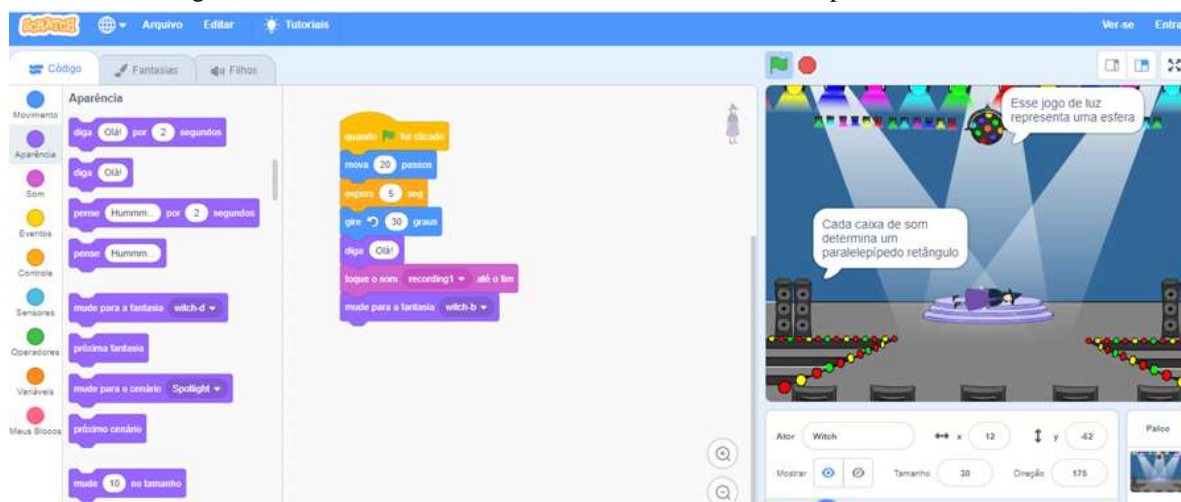 SCRATCH
Arquivo
Editar
Tutoriais
Ver-se
Entra
Código
Fantasias
Filhos
Movimento
Aparência
Som
Eventos
Controle
Sensores
Operadores
Variáveis
Meus Blocos
Aparência
diga Olá! por 2 segundos
diga Olá!
pense Hummm... por 2 segundos
pense Hummm...
mude para a fantasia witch-d
próxima fantasia
mude para o cenário Spotlight
próximo cenário
mude 10 no tamanho
quando for clicado
mova 20 passos
espere 5 seg
gire 30 graus
diga Olá!
toque o som recording1 até o fim
mude para a fantasia witch-b
Esse jogo de luz
representa uma esfera
Cada caixa de som
determina um
paralelepípedo retângulo
Ator Witch x 12 y -62
Mostrar Tamanho 30 Direção 175
Palco